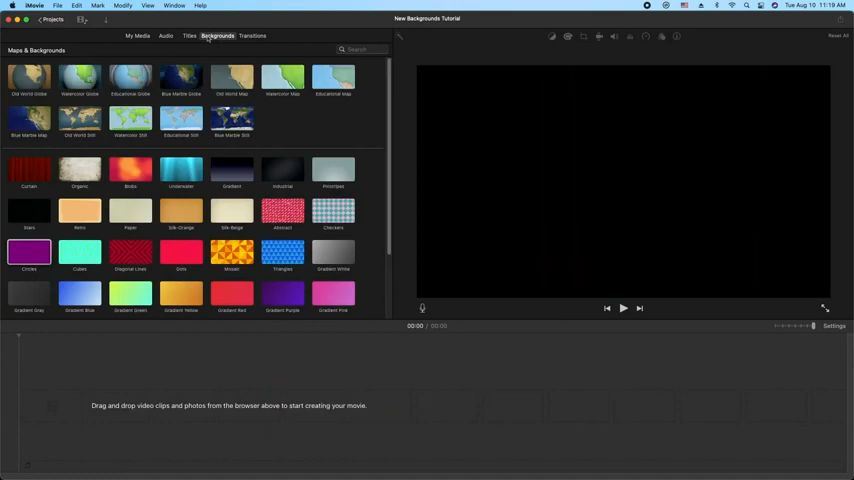 iMovie File Edit Mark Modify View Window Help Tue Aug 10 11:19 AM
Projects New Backgrounds Tutorial
My Media Audio Titles Backgrounds Transitions Reset All
Maps & Backgrounds Search
Old World Globe Watercolor Globe Educational Globe Blue Marble Globe Old World Map Watercolor Map Educational Map
Blue Marble Map Old World Still Watercolor Still Educational Still Blue Marble Still
Curtain Organic Blobs Underwater Gradient Industrial Pinstripes
Stars Retro Paper Silk-Orange Silk-Beige Abstract Checkers
Circles Cubes Diagonal Lines Dots Mosaic Triangles Gradient White
Gradient Gray Gradient Blue Gradient Green Gradient Yellow Gradient Red Gradient Purple Gradient Pink
00:00 / 00:00 Settings
Drag and drop video clips and photos from the browser above to start creating your movie.